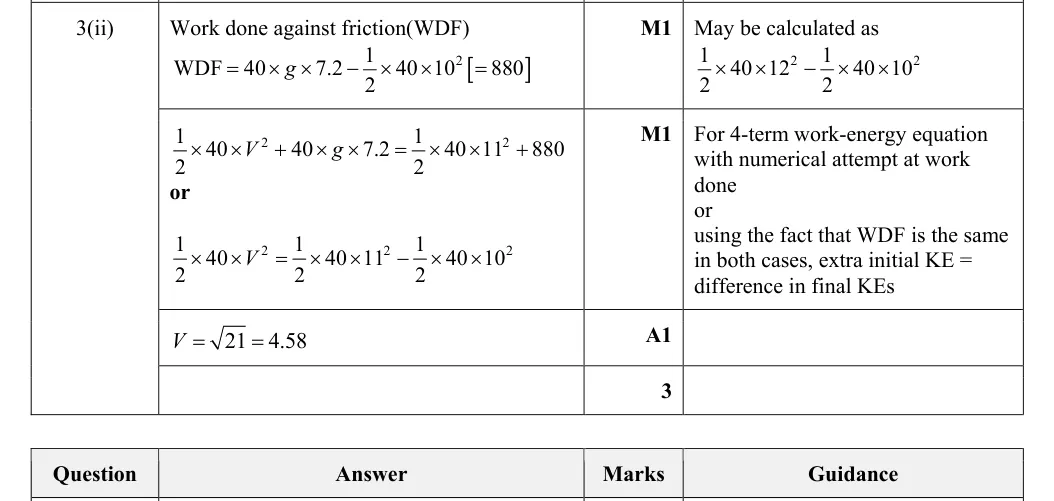 3(ii)
Work done against friction(WDF)
WDF = 40 × g × 7.2 − 1/2 × 40 × 10² [= 880]
M1
May be calculated as
1/2 × 40 × 12² − 1/2 × 40 × 10²
1/2 × 40 × V² + 40 × g × 7.2 = 1/2 × 40 × 11² + 880
or
1/2 × 40 × V² = 1/2 × 40 × 11² − 1/2 × 40 × 10²
M1
For 4-term work-energy equation
with numerical attempt at work
done
or
using the fact that WDF is the same
in both cases, extra initial KE =
difference in final KEs
V = √21 = 4.58
A1
3
Question Answer Marks Guidance